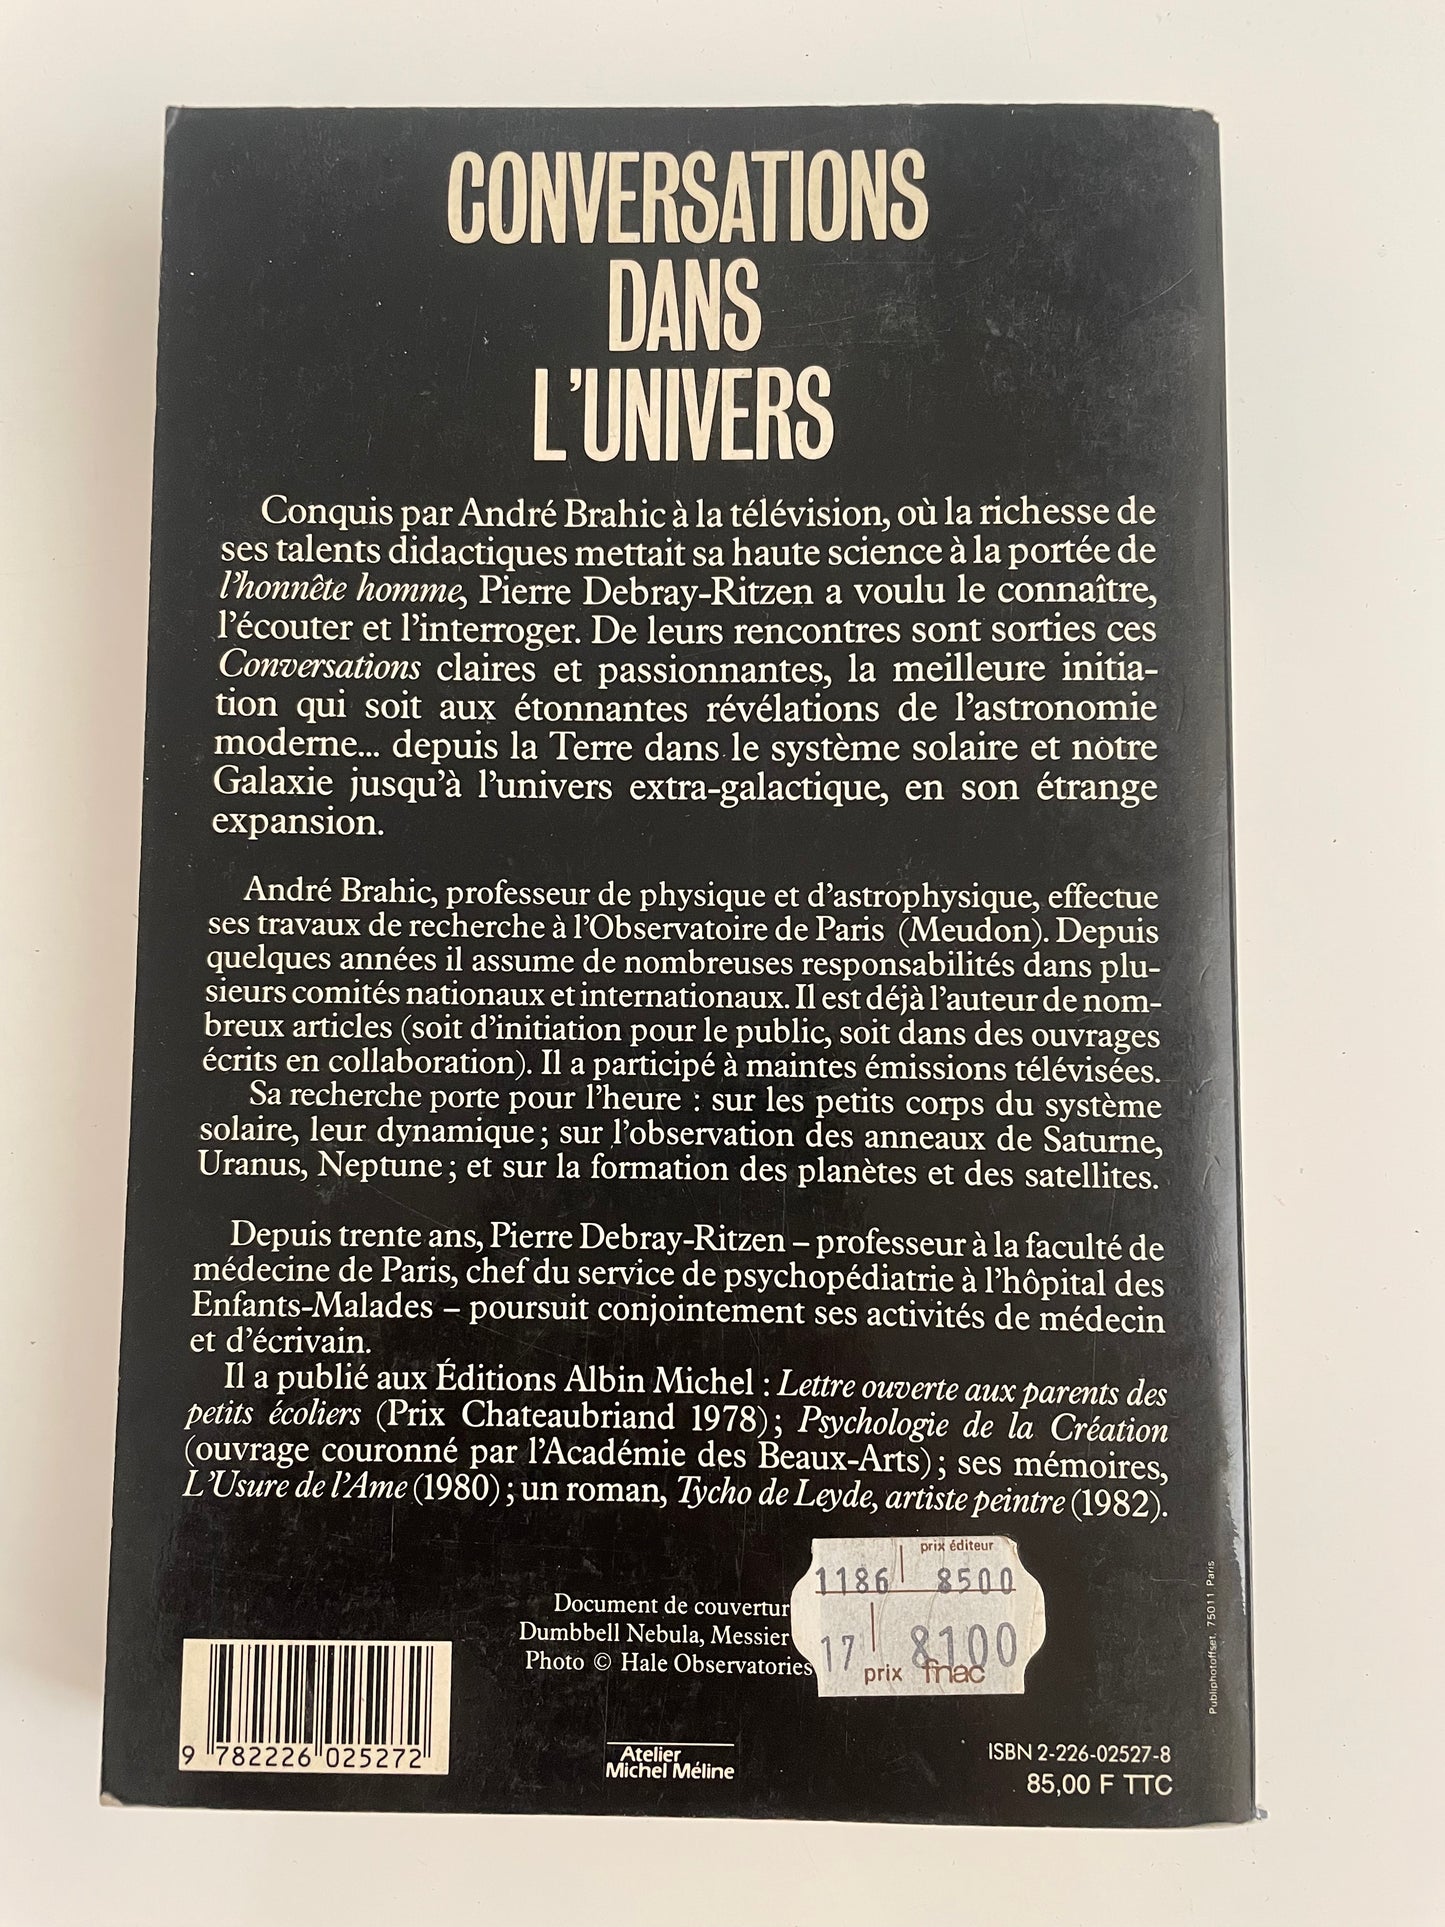 CONVERSATIONS
DANS
L'UNIVERS
Conquis par André Brahic à la télévision, où la richesse de
ses talents didactiques mettait sa haute science à la portée de
l'honnête homme, Pierre Debray-Ritzen a voulu le connaître,
l'écouter et l'interroger. De leurs rencontres sont sorties ces
Conversations claires et passionnantes, la meilleure initia-
tion qui soit aux étonnantes révélations de l'astronomie
moderne... depuis la Terre dans le système solaire et notre
Galaxie jusqu'à l'univers extra-galactique, en son étrange
expansion.
André Brahic, professeur de physique et d'astrophysique, effectue
ses travaux de recherche à l'Observatoire de Paris (Meudon). Depuis
quelques années il assume de nombreuses responsabilités dans plu-
sieurs comités nationaux et internationaux. Il est déjà l'auteur de nom-
breux articles (soit d'initiation pour le public, soit dans des ouvrages
écrits en collaboration). Il a participé à maintes émissions télévisées.
Sa recherche porte pour l'heure : sur les petits corps du système
solaire, leur dynamique ; sur l'observation des anneaux de Saturne,
Uranus, Neptune ; et sur la formation des planètes et des satellites.
Depuis trente ans, Pierre Debray-Ritzen – professeur à la faculté de
médecine de Paris, chef du service de psychopédiatrie à l'hôpital des
Enfants-Malades – poursuit conjointement ses activités de médecin
et d'écrivain.
Il a publié aux Éditions Albin Michel : Lettre ouverte aux parents des
petits écoliers (Prix Chateaubriand 1978) ; Psychologie de la Création
(ouvrage couronné par l'Académie des Beaux-Arts) ; ses mémoires,
L'Usure de l'Ame (1980) ; un roman, Tycho de Leyde, artiste peintre (1982).
prix éditeur
1186 8500
17 8100
prix fnac
Document de couvertur
Dumbbell Nebula, Messier
Photo © Hale Observatories
Publiphotoffset, 75011 Paris
9 782226 025272
Atelier
Michel Méline
ISBN 2-226-02527-8
85,00 F TTC